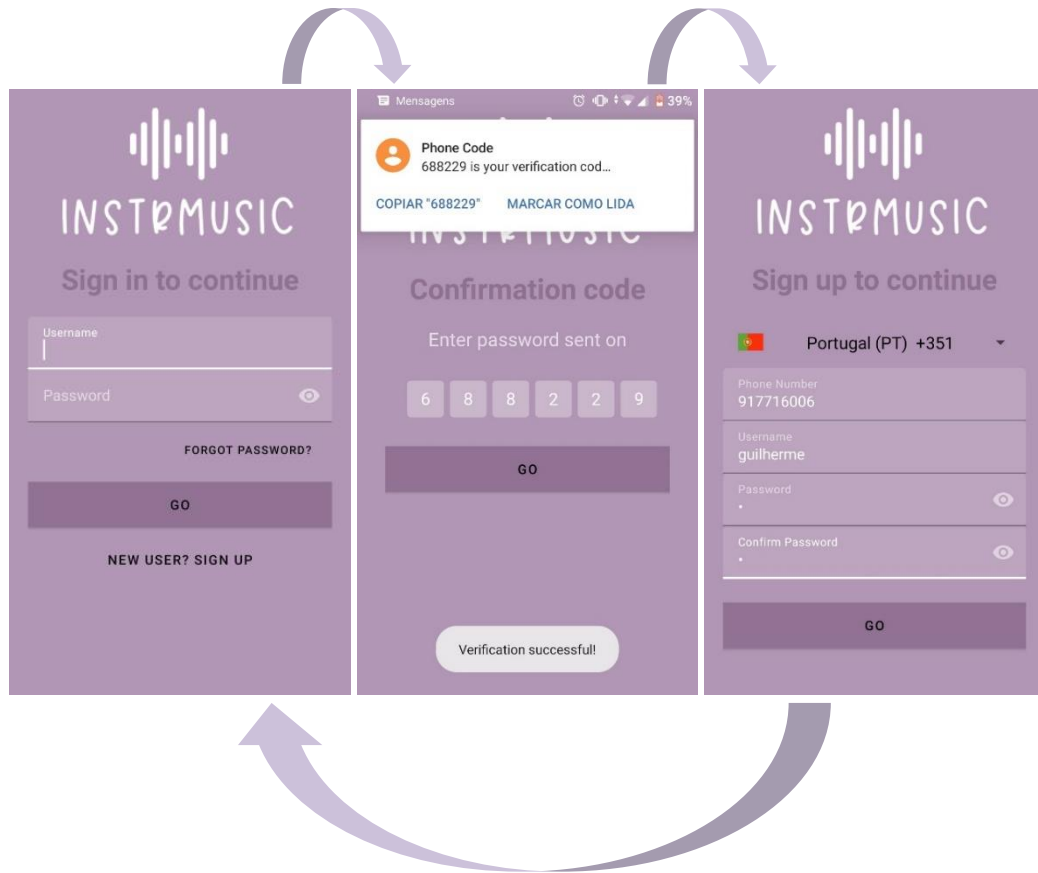 INSTRMUSIC
Sign in to continue
Username
Password
FORGOT PASSWORD?
GO
NEW USER? SIGN UP
Mensagens
39%
Phone Code
688229 is your verification cod...
COPIAR "688229"
MARCAR COMO LIDA
INSTRMUSIC
Confirmation code
Enter password sent on
6 8 8 2 2 9
GO
Verification successful!
INSTRMUSIC
Sign up to continue
Portugal (PT) +351
Phone Number
917716006
Username
guilherme
Password
•
Confirm Password
•
GO